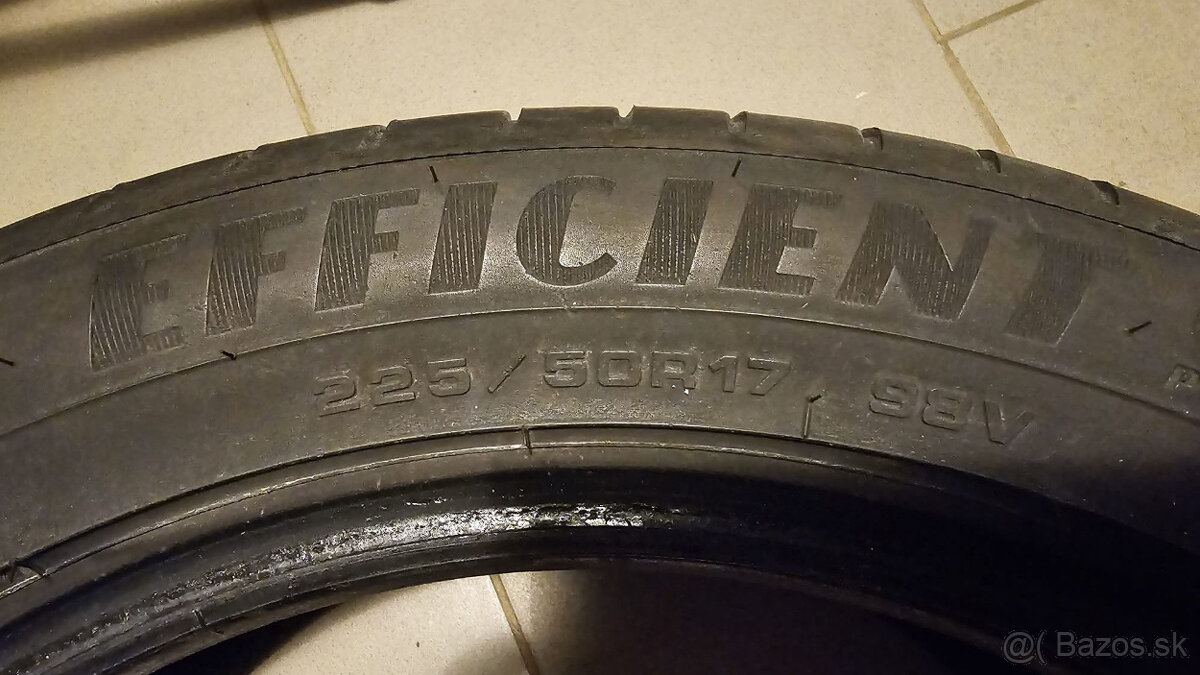 EFFICIENT
225/50R17 98V
@( Bazos.sk